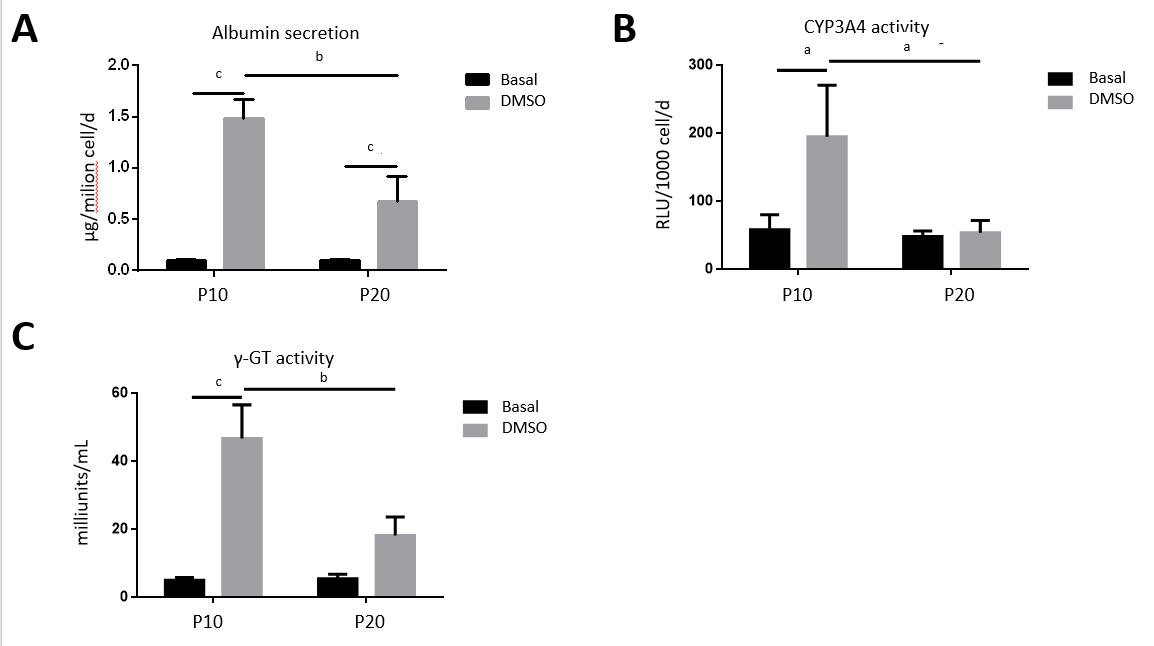 A
Albumin secretion
b
c
2.0
1.5
1.0
0.5
0.0
µg/milion cell/d
c
Basal
DMSO
P10
P20
B
CYP3A4 activity
a
a
300
200
100
0
RLU/1000 cell/d
Basal
DMSO
P10
P20
C
γ-GT activity
c
b
60
40
20
0
milliunits/mL
Basal
DMSO
P10
P20